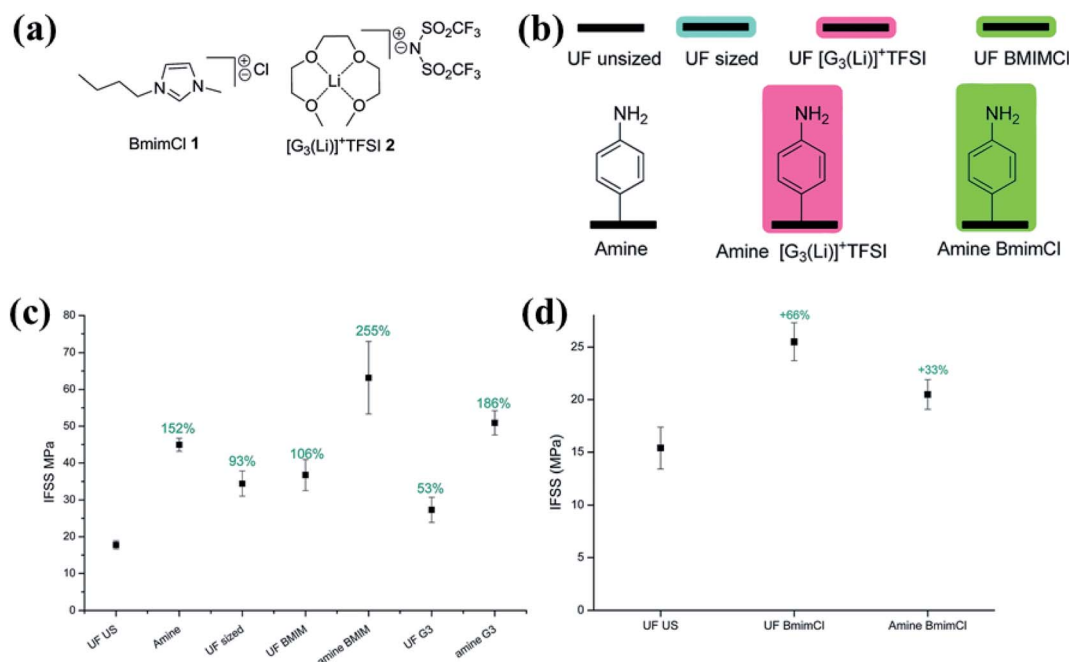 (a)
⊕
⊖
Cl
N
N
BmimCl 1
O
O
Li
O
O
⊕
⊖
SO₂CF₃
N
SO₂CF₃
[G₃(Li)]⁺TFSI 2
(b)
UF unsized
UF sized
UF [G₃(Li)]⁺TFSI
UF BMIMCl
NH₂
NH₂
NH₂
Amine
Amine [G₃(Li)]⁺TFSI
Amine BmimCl
(c)
IFSS MPa
80
70
60
50
40
30
20
10
0
152%
93%
106%
255%
53%
186%
UF US
Amine
UF sized
UF BMIM
amine BMIM
UF G3
amine G3
(d)
IFSS (MPa)
25
20
15
10
5
0
+66%
+33%
UF US
UF BmimCl
Amine BmimCl